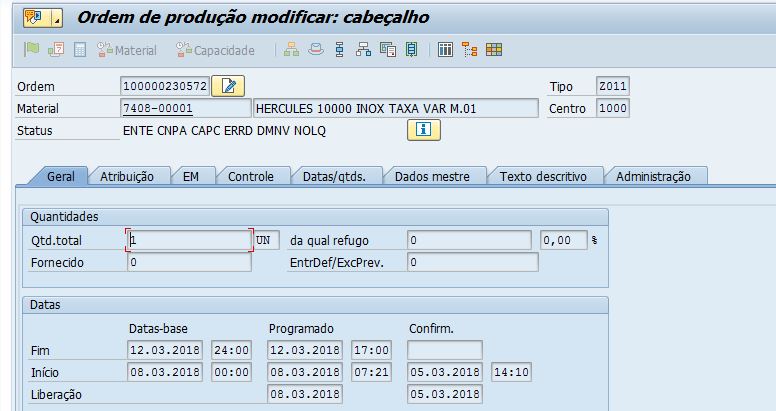 Ordem de produção modificar: cabeçalho
Material Capacidade
Ordem 100000230572 Tipo Z011
Material 7408-00001 HERCULES 10000 INOX TAXA VAR M.01 Centro 1000
Status ENTE CNPA CAPC ERRD DMNV NOLQ
Geral Atribuição EM Controle Datas/qtds. Dados mestre Texto descritivo Administração
Quantidades
Qtd.total 1 UN da qual refugo 0 0,00 %
Fornecido 0 EntrDef/ExcPrev. 0
Datas
Datas-base Programado Confirm.
Fim 12.03.2018 24:00 12.03.2018 17:00
Início 08.03.2018 00:00 08.03.2018 07:21 05.03.2018 14:10
Liberação 08.03.2018 05.03.2018